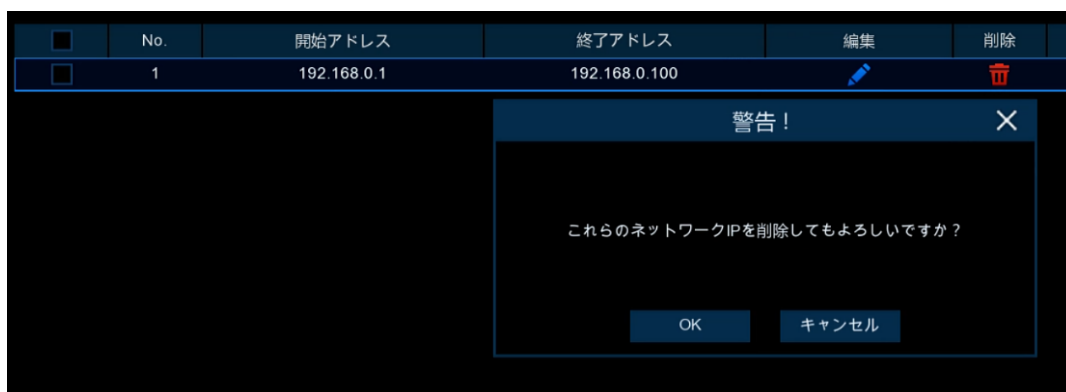 No. 開始アドレス 終了アドレス 編集 削除
1 192.168.0.1 192.168.0.100
警告！
これらのネットワークIPを削除してもよろしいですか？
OK キャンセル